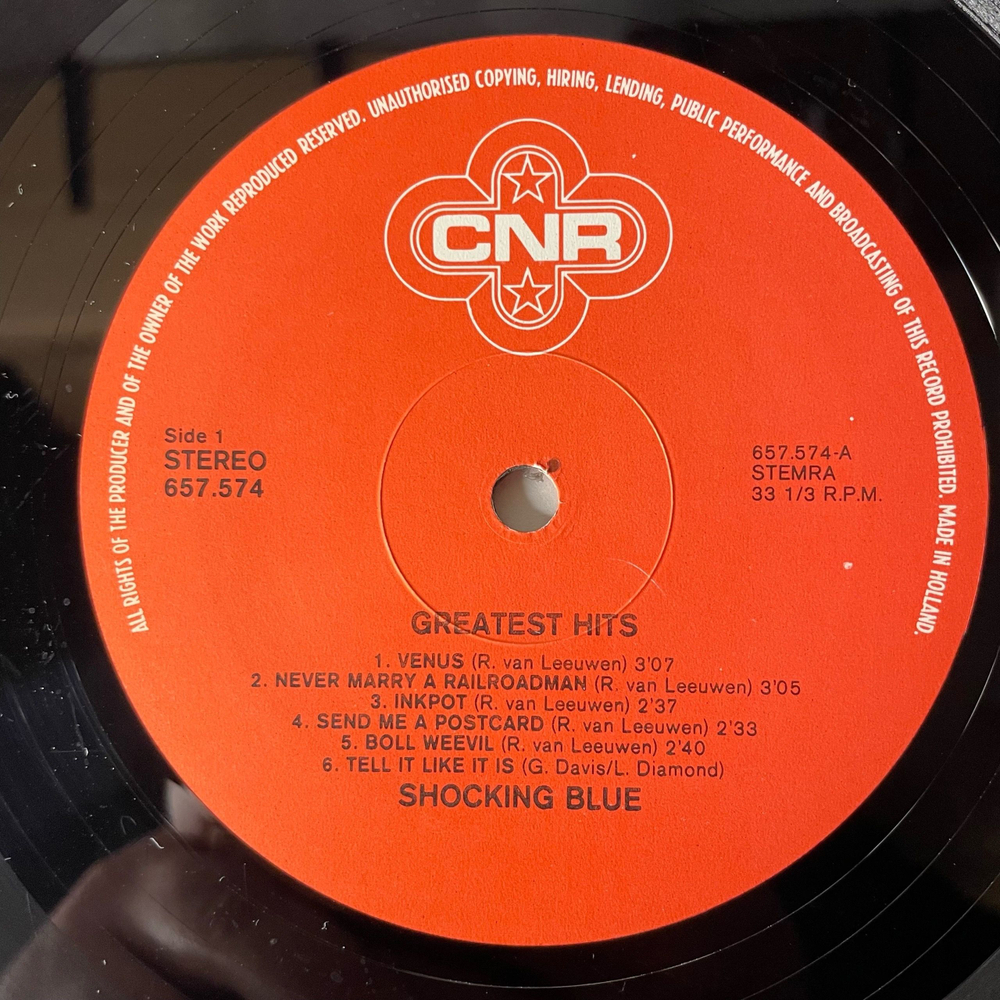 ALL RIGHTS OF THE PRODUCER AND OF THE OWNER OF THE WORK REPRODUCED RESERVED. UNAUTHORISED COPYING, HIRING, LENDING, PUBLIC PERFORMANCE AND BROADCASTING OF THIS RECORD PROHIBITED. MADE IN HOLLAND.
CNR
Side 1
STEREO
657.574
657.574-A
STEMRA
33 1/3 R.P.M.
GREATEST HITS
1. VENUS (R. van Leeuwen) 3'07
2. NEVER MARRY A RAILROADMAN (R. van Leeuwen) 3'05
3. INKPOT (R. van Leeuwen) 2'37
4. SEND ME A POSTCARD (R. van Leeuwen) 2'33
5. BOLL WEEVIL (R. van Leeuwen) 2'40
6. TELL IT LIKE IT IS (G. Davis/L. Diamond)
SHOCKING BLUE